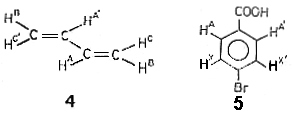 H^B H^A'
C=C
H^C' H^A C=C H^C
H^B
4
COOH
H^A H^A'
H^X H^X'
Br
5